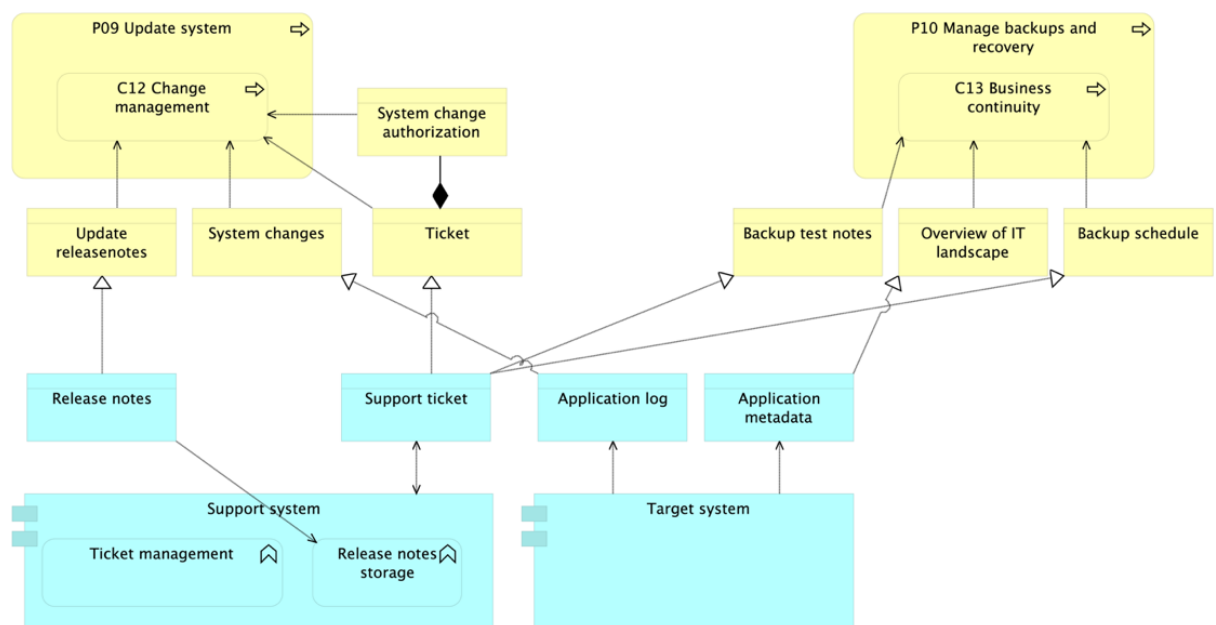 P09 Update system
P10 Manage backups and
recovery
C12 Change
management
C13 Business
continuity
System change
authorization
Update
releasenotes
System changes
Ticket
Backup test notes
Overview of IT
landscape
Backup schedule
Release notes
Support ticket
Application log
Application
metadata
Support system
Target system
Ticket management
Release notes
storage